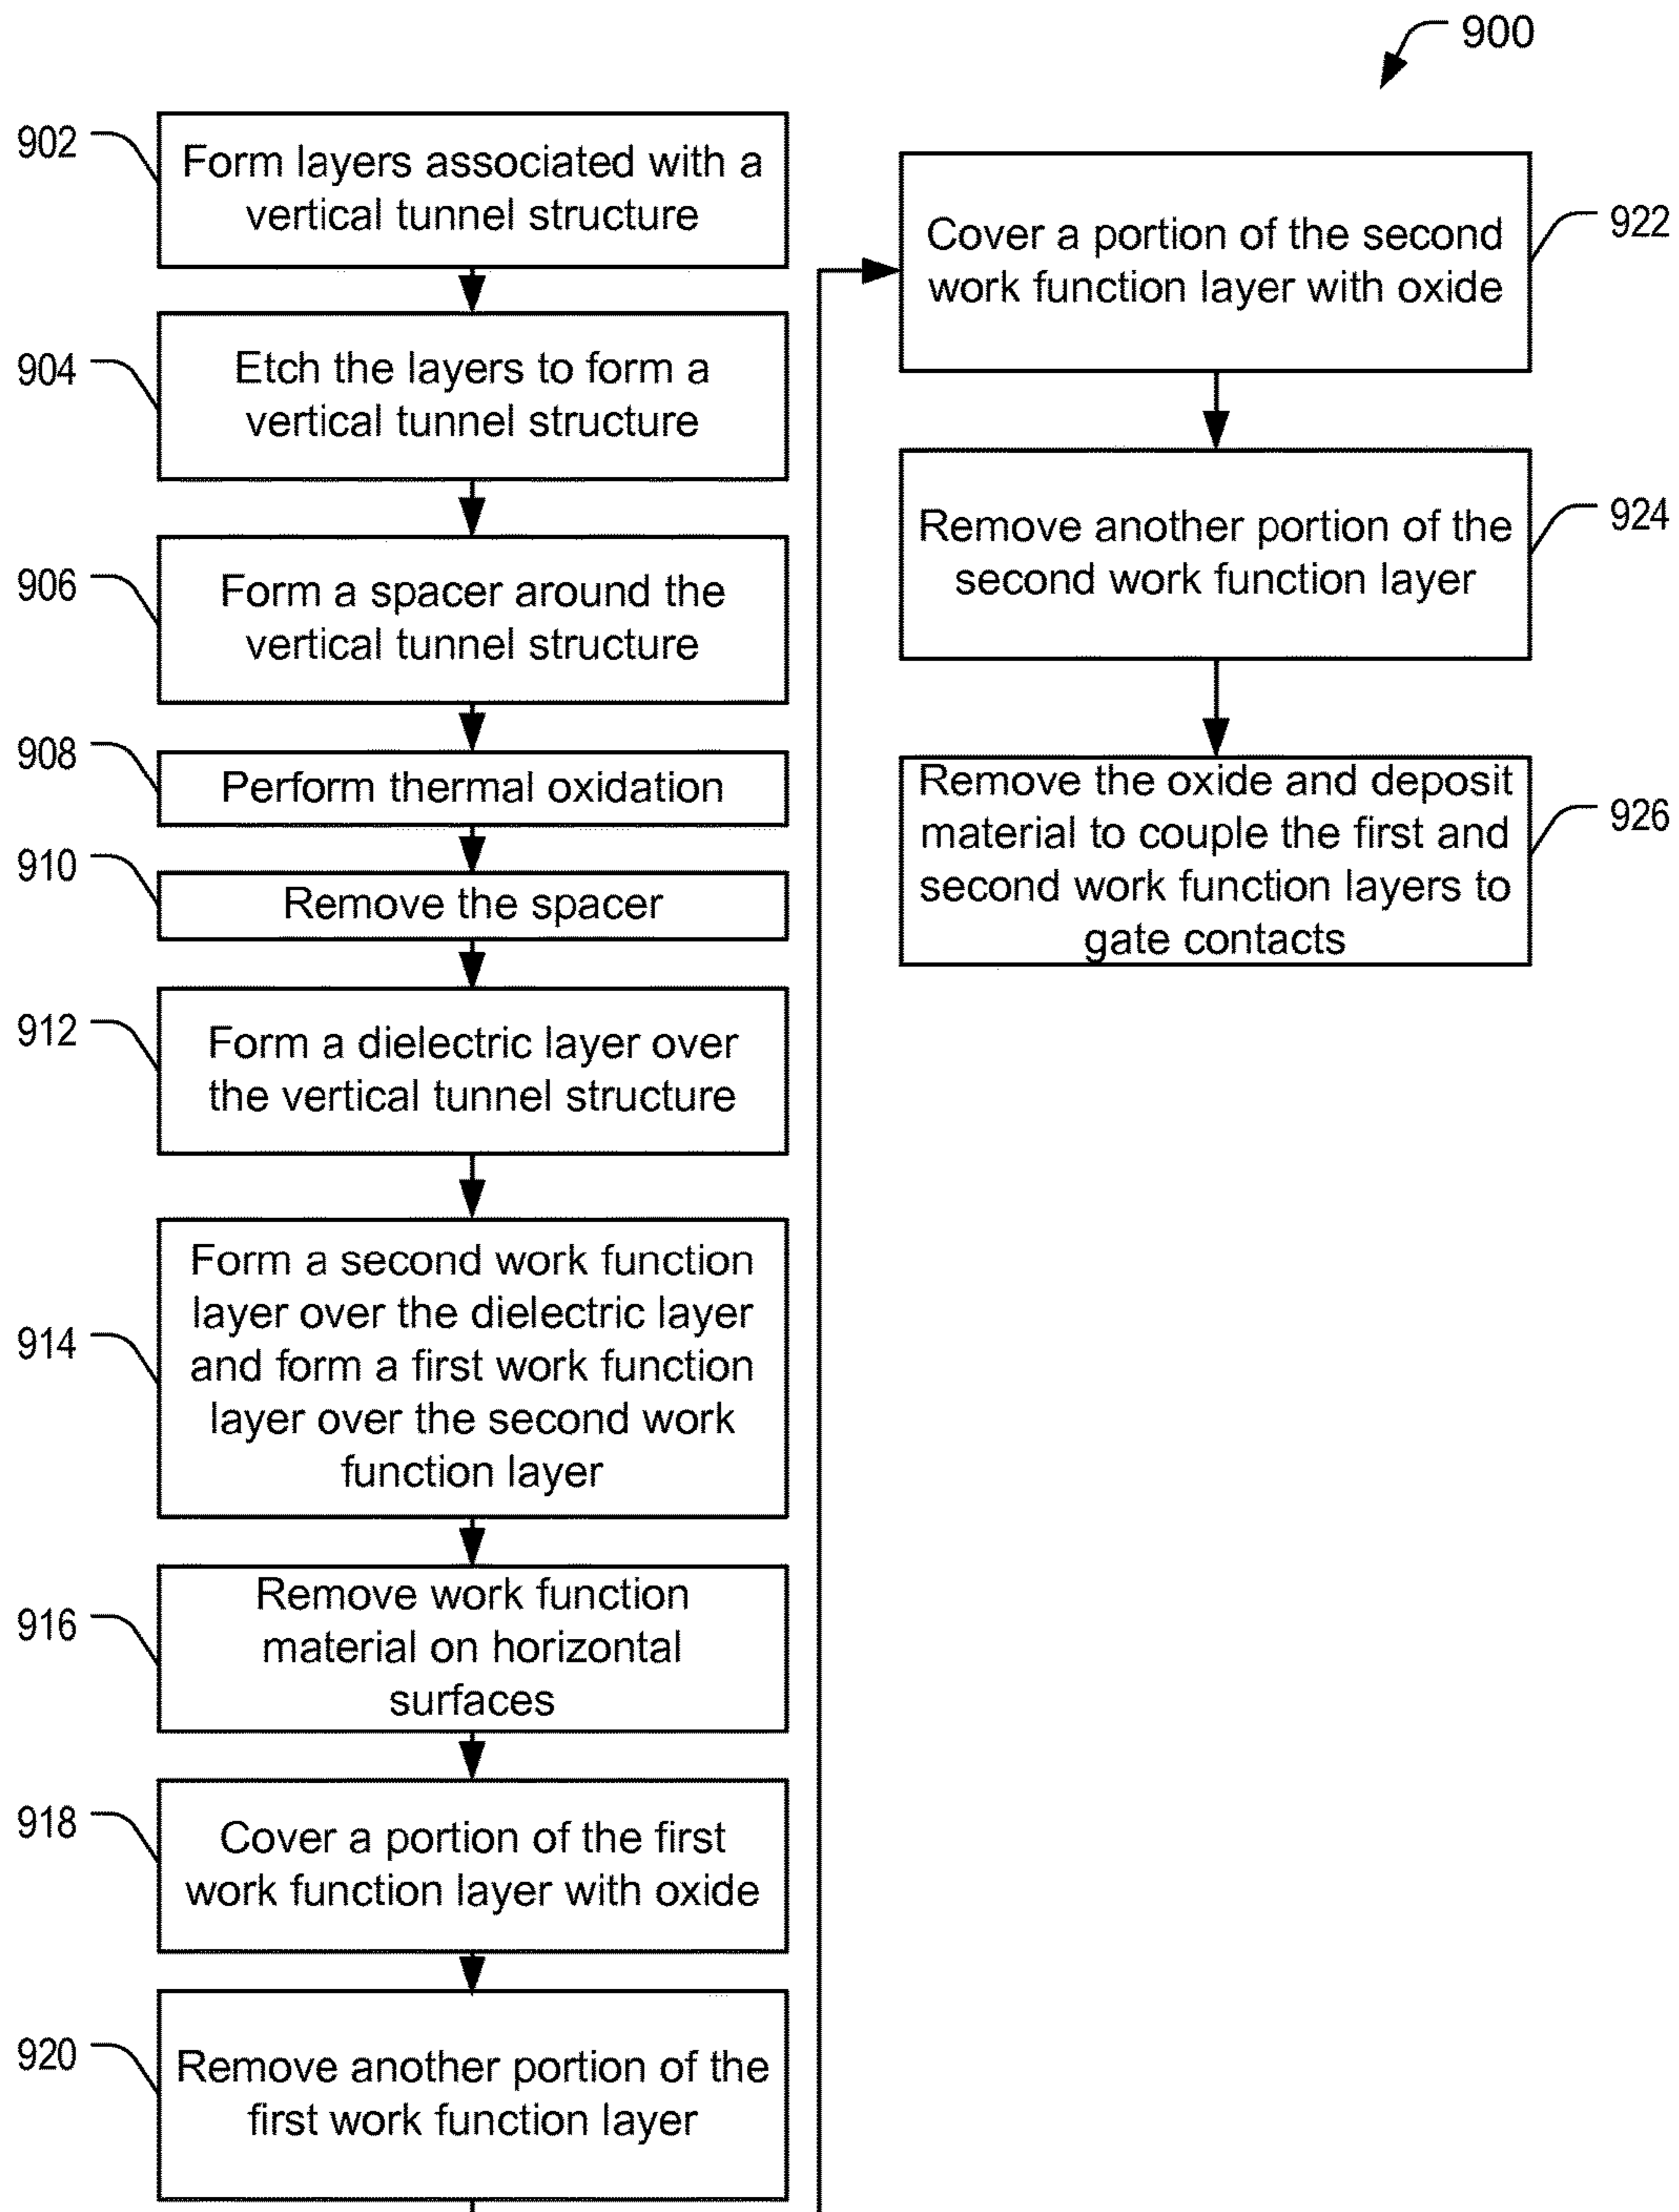 900
902
Form layers associated with a
vertical tunnel structure
904
Etch the layers to form a
vertical tunnel structure
906
Form a spacer around the
vertical tunnel structure
908
Perform thermal oxidation
910
Remove the spacer
912
Form a dielectric layer over
the vertical tunnel structure
914
Form a second work function
layer over the dielectric layer
and form a first work function
layer over the second work
function layer
916
Remove work function
material on horizontal
surfaces
918
Cover a portion of the first
work function layer with oxide
920
Remove another portion of the
first work function layer
922
Cover a portion of the second
work function layer with oxide
924
Remove another portion of the
second work function layer
926
Remove the oxide and deposit
material to couple the first and
second work function layers to
gate contacts